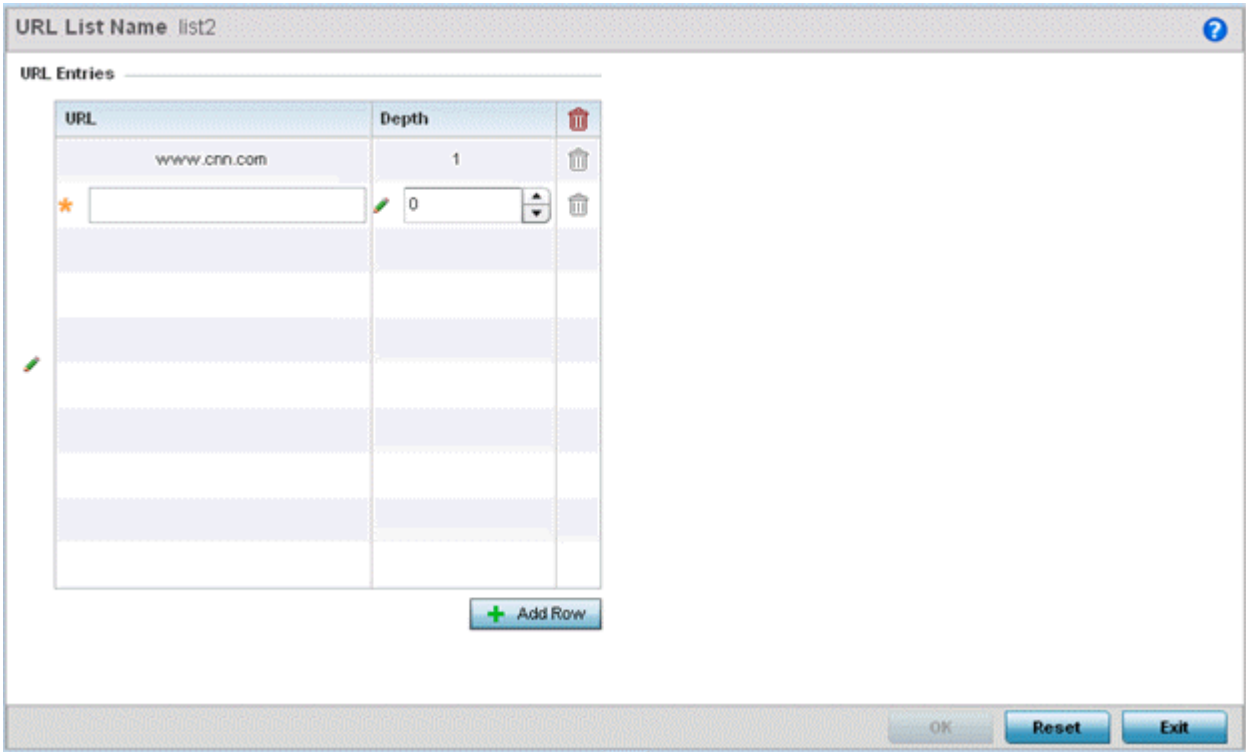 URL List Name list2
?
URL Entries
URL Depth
www.cnn.com 1
* 0
+ Add Row
OK Reset Exit